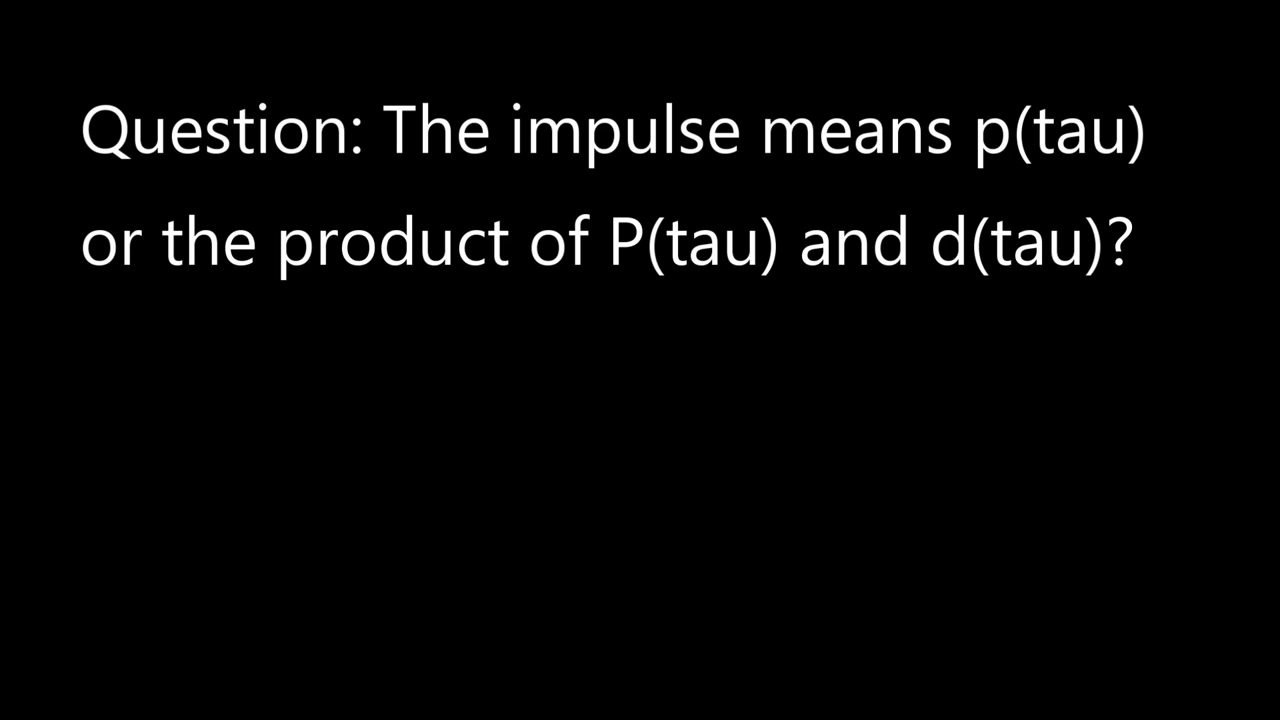 Question: The impulse means p(tau)
or the product of P(tau) and d(tau)?